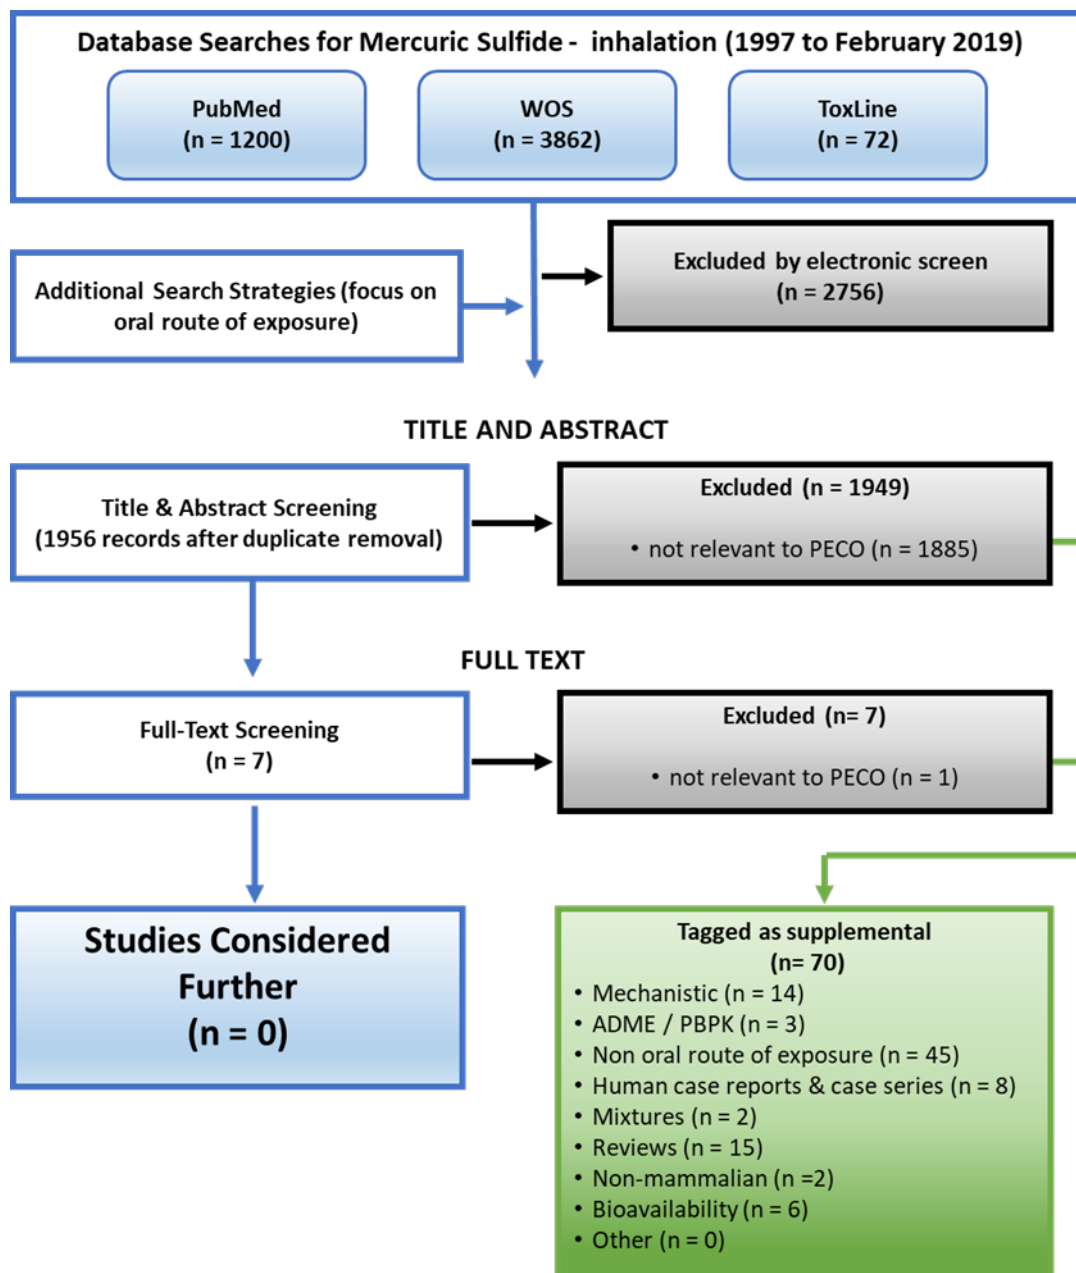 Database Searches for Mercuric Sulfide - inhalation (1997 to February 2019)
PubMed
(n = 1200)
WOS
(n = 3862)
ToxLine
(n = 72)
Additional Search Strategies (focus on
oral route of exposure)
Excluded by electronic screen
(n = 2756)
TITLE AND ABSTRACT
Title & Abstract Screening
(1956 records after duplicate removal)
Excluded (n = 1949)
• not relevant to PECO (n = 1885)
FULL TEXT
Full-Text Screening
(n = 7)
Excluded (n= 7)
• not relevant to PECO (n = 1)
Studies Considered
Further
(n = 0)
Tagged as supplemental
(n= 70)
• Mechanistic (n = 14)
• ADME / PBPK (n = 3)
• Non oral route of exposure (n = 45)
• Human case reports & case series (n = 8)
• Mixtures (n = 2)
• Reviews (n = 15)
• Non-mammalian (n =2)
• Bioavailability (n = 6)
• Other (n = 0)